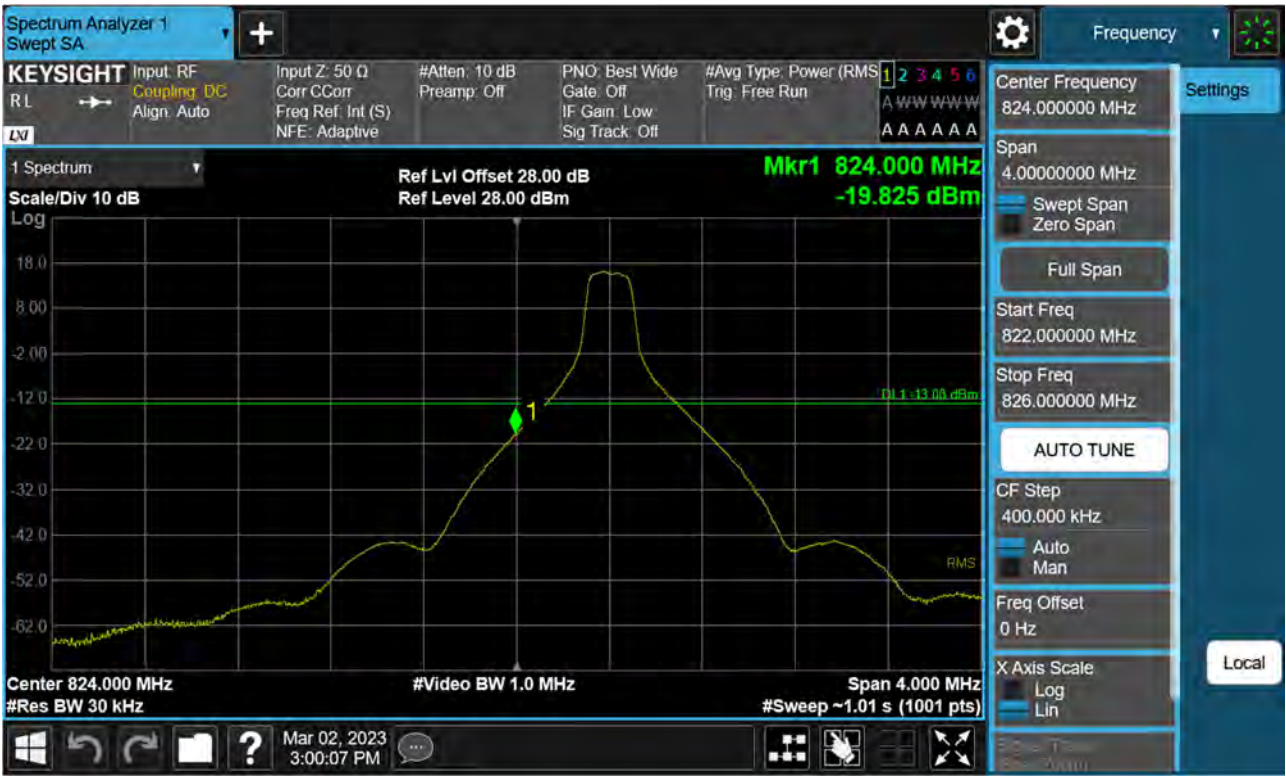 Spectrum Analyzer 1
Swept SA
+
Frequency
KEYSIGHT
RL
LXI
Input: RF
Coupling: DC
Align: Auto
Input Z: 50 Ω
Corr CCorr
Freq Ref: Int (S)
NFE: Adaptive
#Atten: 10 dB
Preamp: Off
PNO: Best Wide
Gate: Off
IF Gain: Low
Sig Track: Off
#Avg Type: Power (RMS
Trig: Free Run
1 2 3 4 5 6
A W W W W W
A A A A A A
1 Spectrum
Scale/Div 10 dB
Ref Lvl Offset 28.00 dB
Ref Level 28.00 dBm
Mkr1 824.000 MHz
-19.825 dBm
Log
18.0
8.00
-2.00
-12.0
-22.0
-32.0
-42.0
-52.0
-62.0
DL1 -13.00 dBm
1
RMS
Center 824.000 MHz
#Video BW 1.0 MHz
Span 4.000 MHz
#Res BW 30 kHz
#Sweep ~1.01 s (1001 pts)
?
Mar 02, 2023
3:00:07 PM
Center Frequency
824.000000 MHz
Settings
Span
4.00000000 MHz
Swept Span
Zero Span
Full Span
Start Freq
822.000000 MHz
Stop Freq
826.000000 MHz
AUTO TUNE
CF Step
400.000 kHz
Auto
Man
Freq Offset
0 Hz
X Axis Scale
Log
Lin
Local